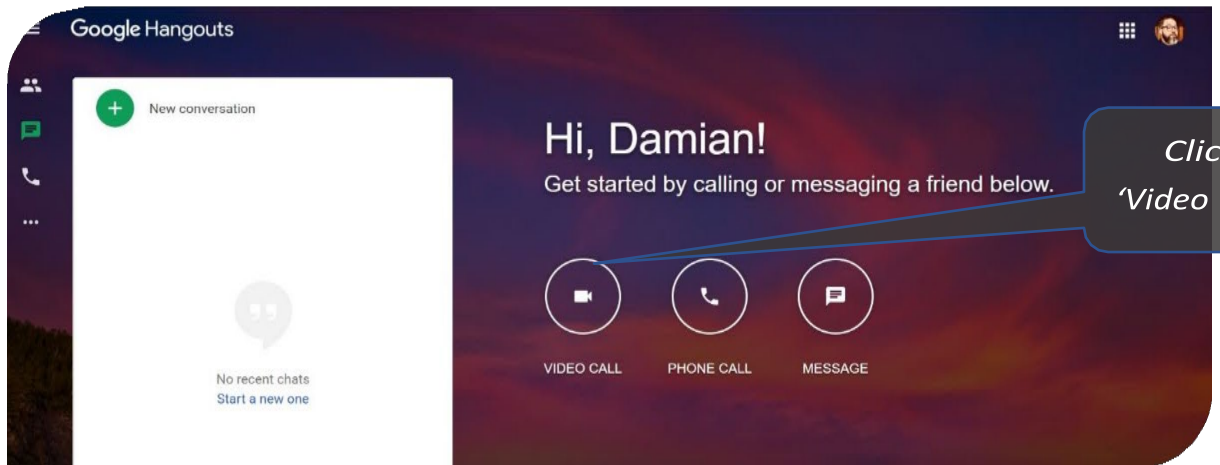 Google Hangouts
New conversation
Hi, Damian!
Get started by calling or messaging a friend below.
‘Video
VIDEO CALL
PHONE CALL
MESSAGE
No recent chats
Start a new one